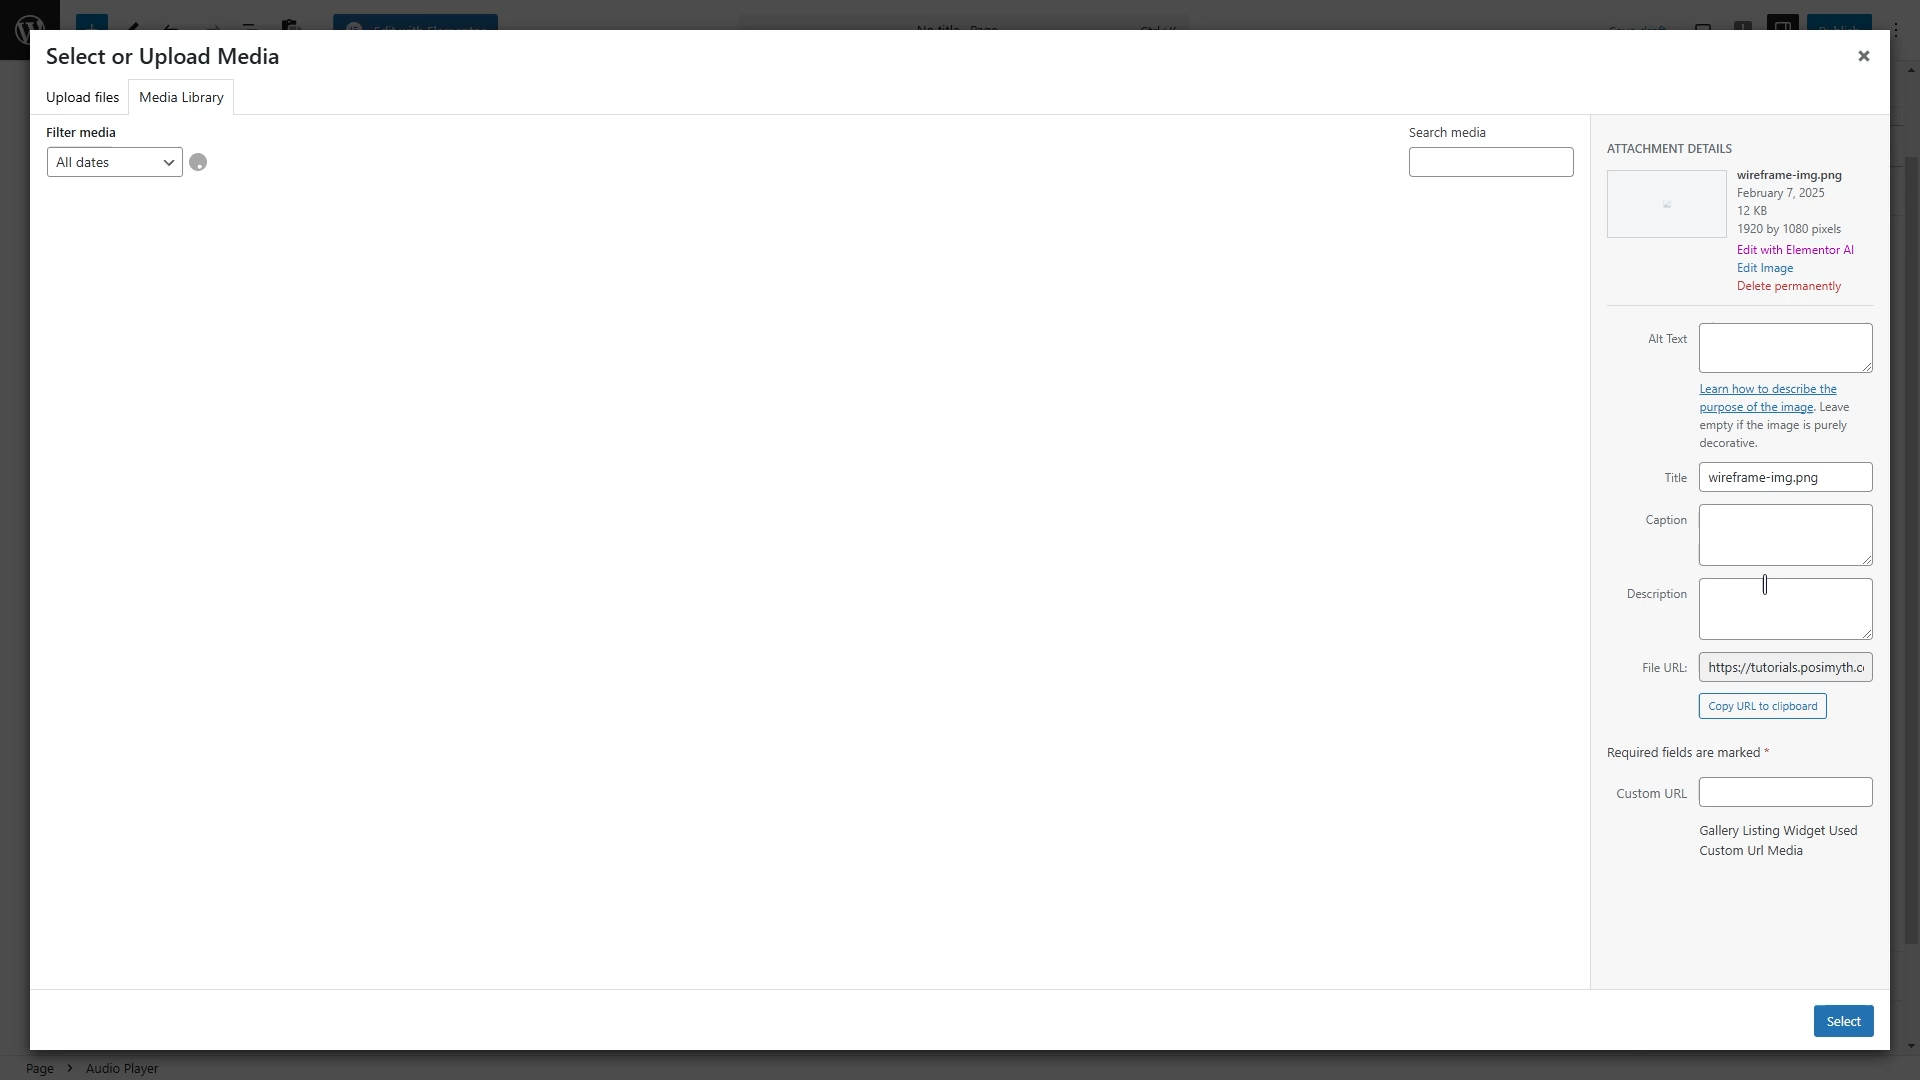 Select or Upload Media
Upload files
Media Library
Filter media
All dates
Search media
ATTACHMENT DETAILS
wireframe-img.png
February 7, 2025
12 KB
1920 by 1080 pixels
Edit with Elementor AI
Edit Image
Delete permanently
Alt Text
Learn how to describe the
purpose of the image. Leave
empty if the image is purely
decorative.
Title
wireframe-img.png
Caption
Description
File URL:
https://tutorials.posimyth.c
Copy URL to clipboard
Required fields are marked *
Custom URL
Gallery Listing Widget Used
Custom Url Media
Select
Page
Audio Player